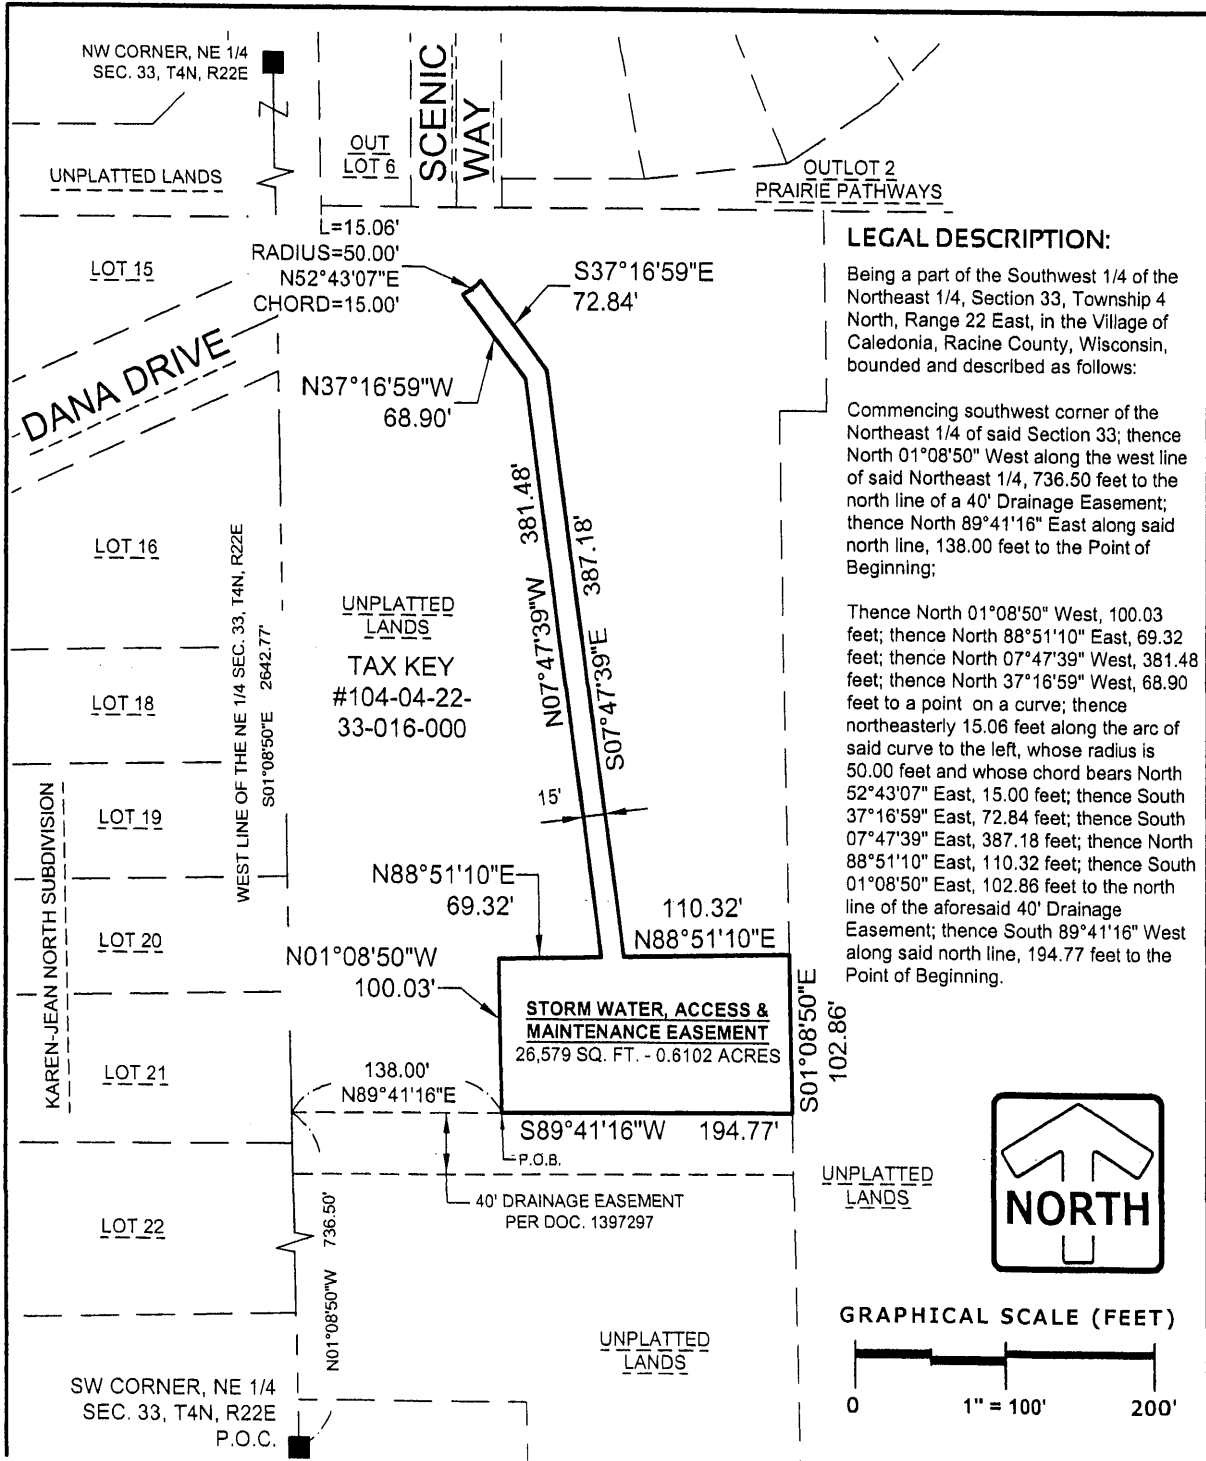 NW CORNER, NE 1/4
SEC. 33, T4N, R22E
UNPLATTED LANDS
OUT
LOT 6
SCENIC
WAY
OUTLOT 2
PRAIRIE PATHWAYS
LOT 15
L=15.06'
RADIUS=50.00'
N52°43'07"E
CHORD=15.00'
S37°16'59"E
72.84'
DANA DRIVE
N37°16'59"W
68.90'
LOT 16
WEST LINE OF THE NE 1/4 SEC. 33, T4N, R22E
S01°08'50"E 2642.77'
UNPLATTED
LANDS
TAX KEY
#104-04-22-
33-016-000
N07°47'39"W 381.48'
S07°47'39"E 387.18'
15'
LOT 18
LOT 19
KAREN-JEAN NORTH SUBDIVISION
LOT 20
LOT 21
LOT 22
N88°51'10"E
69.32'
110.32'
N88°51'10"E
N01°08'50"W
100.03'
STORM WATER, ACCESS &
MAINTENANCE EASEMENT
26,579 SQ. FT. - 0.6102 ACRES
S01°08'50"E
102.86'
138.00'
N89°41'16"E
S89°41'16"W 194.77'
P.O.B.
40' DRAINAGE EASEMENT
PER DOC. 1397297
N01°08'50"W 736.50'
UNPLATTED
LANDS
UNPLATTED
LANDS
SW CORNER, NE 1/4
SEC. 33, T4N, R22E
P.O.C.
LEGAL DESCRIPTION:
Being a part of the Southwest 1/4 of the
Northeast 1/4, Section 33, Township 4
North, Range 22 East, in the Village of
Caledonia, Racine County, Wisconsin,
bounded and described as follows:
Commencing southwest corner of the
Northeast 1/4 of said Section 33; thence
North 01°08'50" West along the west line
of said Northeast 1/4, 736.50 feet to the
north line of a 40' Drainage Easement;
thence North 89°41'16" East along said
north line, 138.00 feet to the Point of
Beginning;
Thence North 01°08'50" West, 100.03
feet; thence North 88°51'10" East, 69.32
feet; thence North 07°47'39" West, 381.48
feet; thence North 37°16'59" West, 68.90
feet to a point on a curve; thence
northeasterly 15.06 feet along the arc of
said curve to the left, whose radius is
50.00 feet and whose chord bears North
52°43'07" East, 15.00 feet; thence South
37°16'59" East, 72.84 feet; thence South
07°47'39" East, 387.18 feet; thence North
88°51'10" East, 110.32 feet; thence South
01°08'50" East, 102.86 feet to the north
line of the aforesaid 40' Drainage
Easement; thence South 89°41'16" West
along said north line, 194.77 feet to the
Point of Beginning.
NORTH
GRAPHICAL SCALE (FEET)
0 1" = 100' 200'